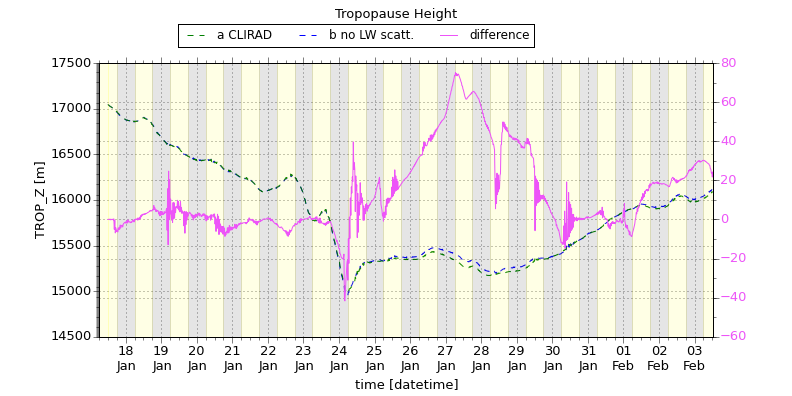 Tropopause Height
a CLIRAD b no LW scatt. difference
TROP_Z [m]
17500
17000
16500
16000
15500
15000
14500
80
60
40
20
0
−20
−40
−60
18 19 20 21 22 23 24 25 26 27 28 29 30 31 01 02 03
Jan Jan Jan Jan Jan Jan Jan Jan Jan Jan Jan Jan Jan Jan Feb Feb Feb
time [datetime]